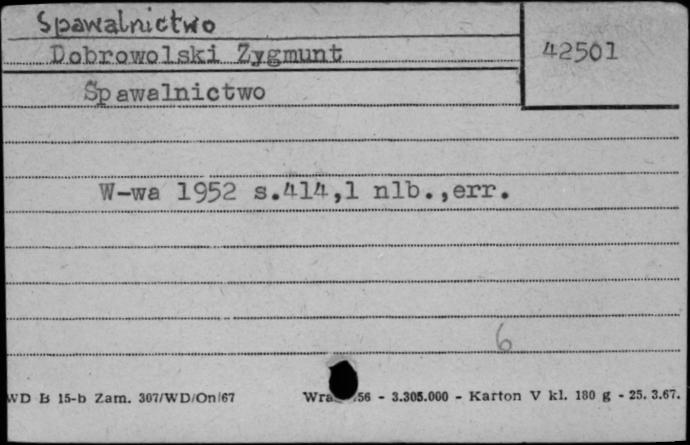 Spawalnictwo
Dobrowolski Zygmunt
42501
Spawalnictwo
W-wa 1952 s.414,1 nlb.,err.
6
WD B 15-b Zam. 307/WD/On/67 56 - 3.305.000 - Karton V kl. 180 g - 25. 3.67.